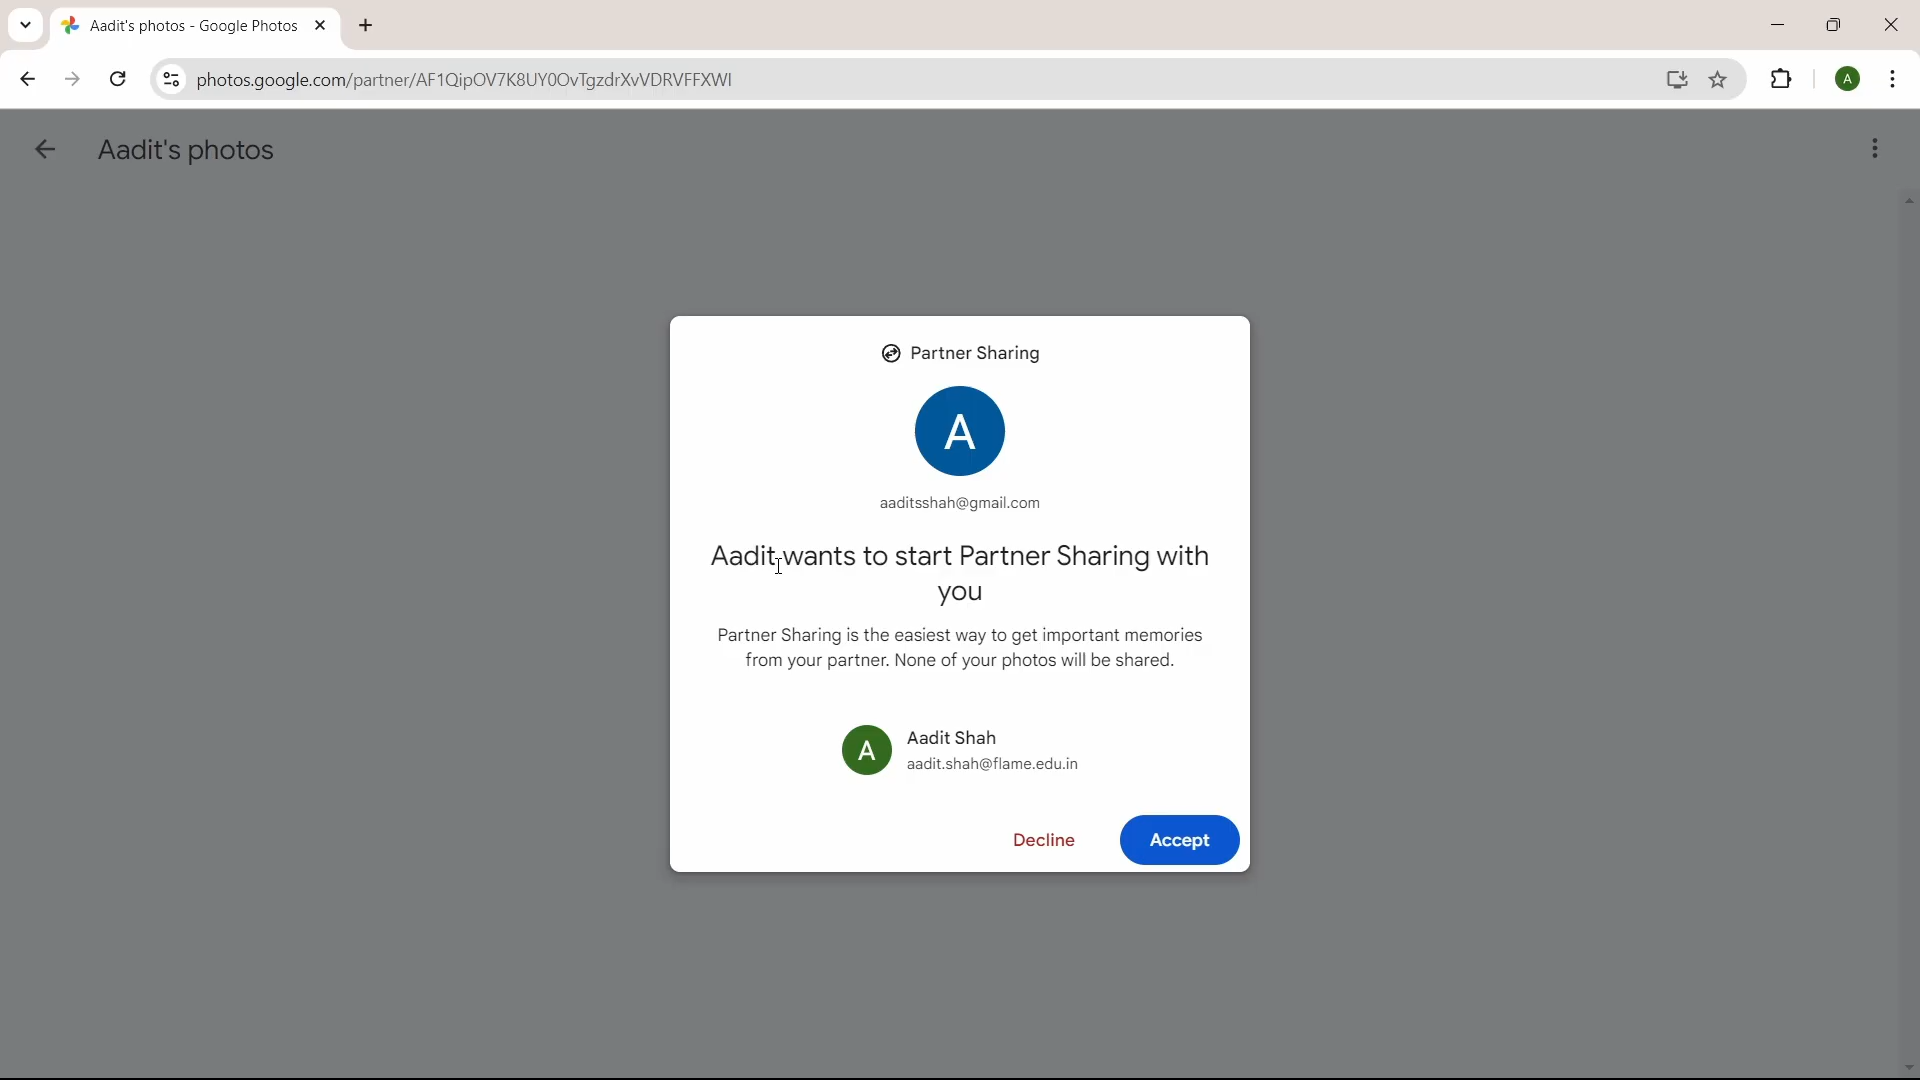 Aadit's photos - Google Photos
photos.google.com/partner/AF1QipOV7K8UY0OvTgzdrXvVDRVFFXWI
A
Aadit's photos
Partner Sharing
A
aaditsshah@gmail.com
Aadit wants to start Partner Sharing with
you
Partner Sharing is the easiest way to get important memories
from your partner. None of your photos will be shared.
A
Aadit Shah
aadit.shah@flame.edu.in
Decline
Accept